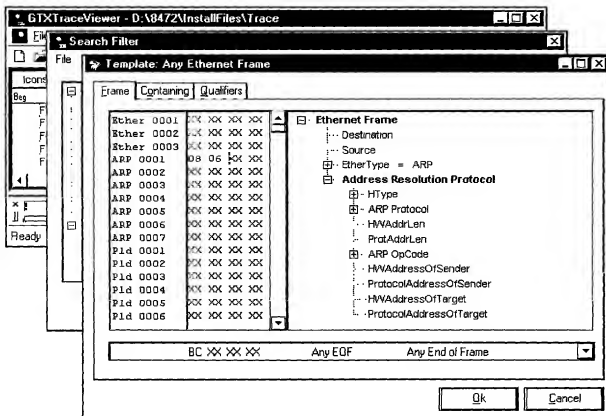 GTXTraceViewer - D:\8472\InstallFiles\Trace
Search Filter
File
Template: Any Ethernet Frame
Icons
Beg
Ready
Frame Containing Qualifiers
Ether 0001 XX XX XX XX
Ether 0002 XX XX XX XX
Ether 0003 XX XX XX XX
ARP 0001 08 06 XX XX
ARP 0002 XX XX XX XX
ARP 0003 XX XX XX XX
ARP 0004 XX XX XX XX
ARP 0005 XX XX XX XX
ARP 0006 XX XX XX XX
ARP 0007 XX XX XX XX
Pld 0001 XX XX XX XX
Pld 0002 XX XX XX XX
Pld 0003 XX XX XX XX
Pld 0004 XX XX XX XX
Pld 0005 XX XX XX XX
Pld 0006 XX XX XX XX
Ethernet Frame
Destination
Source
EtherType = ARP
Address Resolution Protocol
HType
ARP Protocol
HWAddrLen
ProtAddrLen
ARP OpCode
HWAddressOfSender
ProtocolAddressOfSender
HWAddressOfTarget
ProtocolAddressOfTarget
BC XX XX XX Any EOF Any End of Frame
Ok Cancel